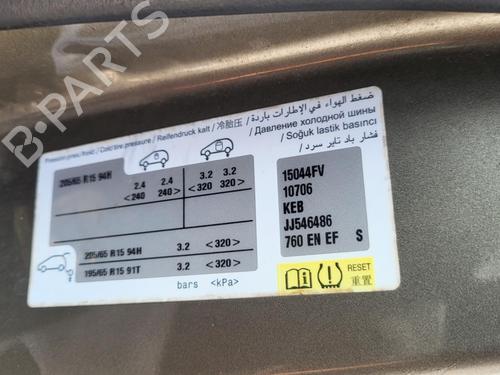 B-PARTS
ضغط الهواء في الإطارات باردة
Pression pneu/froid / Cold tire pressure / Reifendruck kalt / 冷胎压 / Давление холодной шины
/ Soğuk lastik basıncı
فشار باد تایر سرد /
205/65 R15 94H
2.4 2.4 3.2 3.2
<240 240> <320 320>
205/65 R15 94H 3.2 <320>
195/65 R15 91T 3.2 <320>
bars <kPa>
15044FV
10706
KEB
JJ546486
760 EN EF S
i
RESET
重置